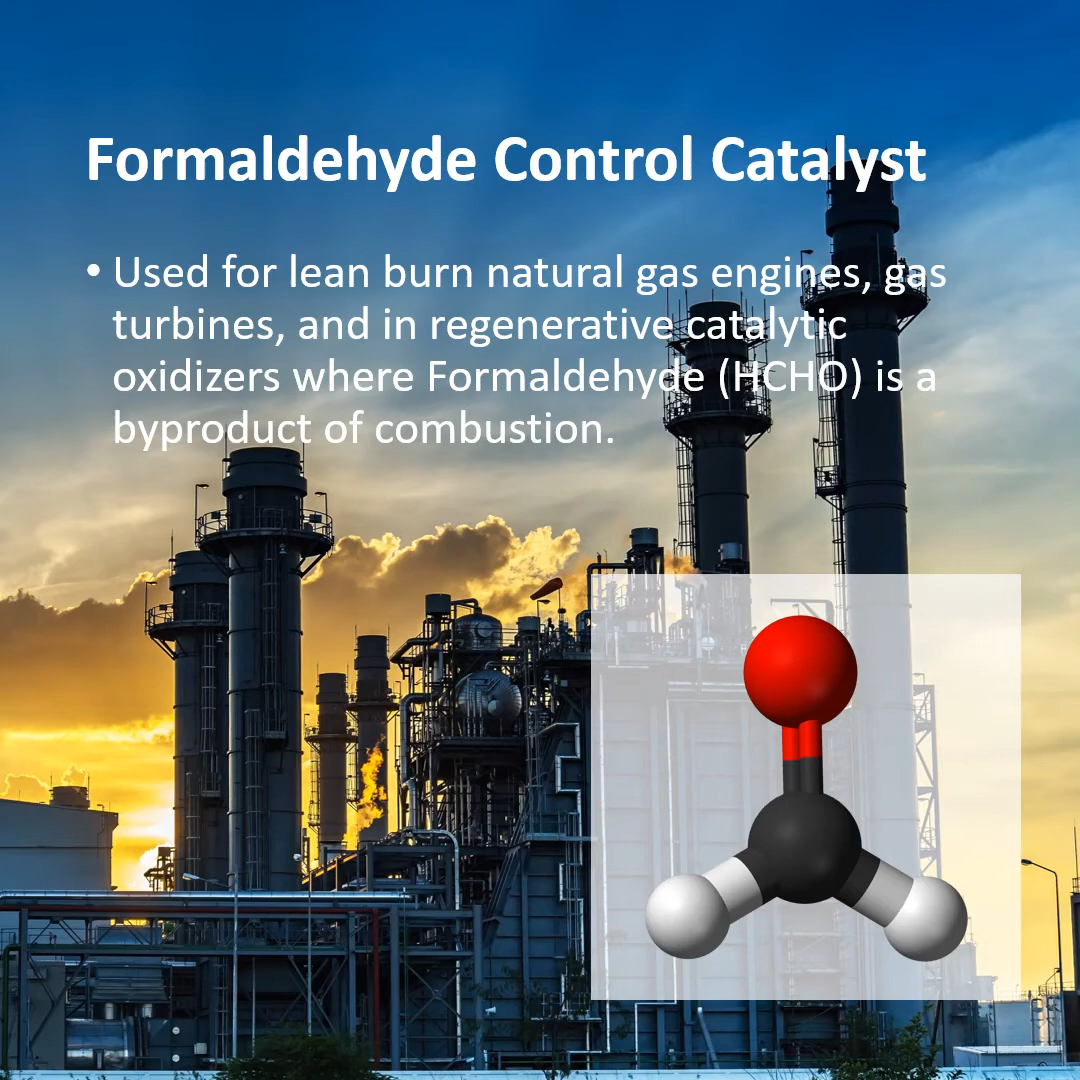 Formaldehyde Control Catalyst
• Used for lean burn natural gas engines, gas
turbines, and in regenerative catalytic
oxidizers where Formaldehyde (HCHO) is a
byproduct of combustion.